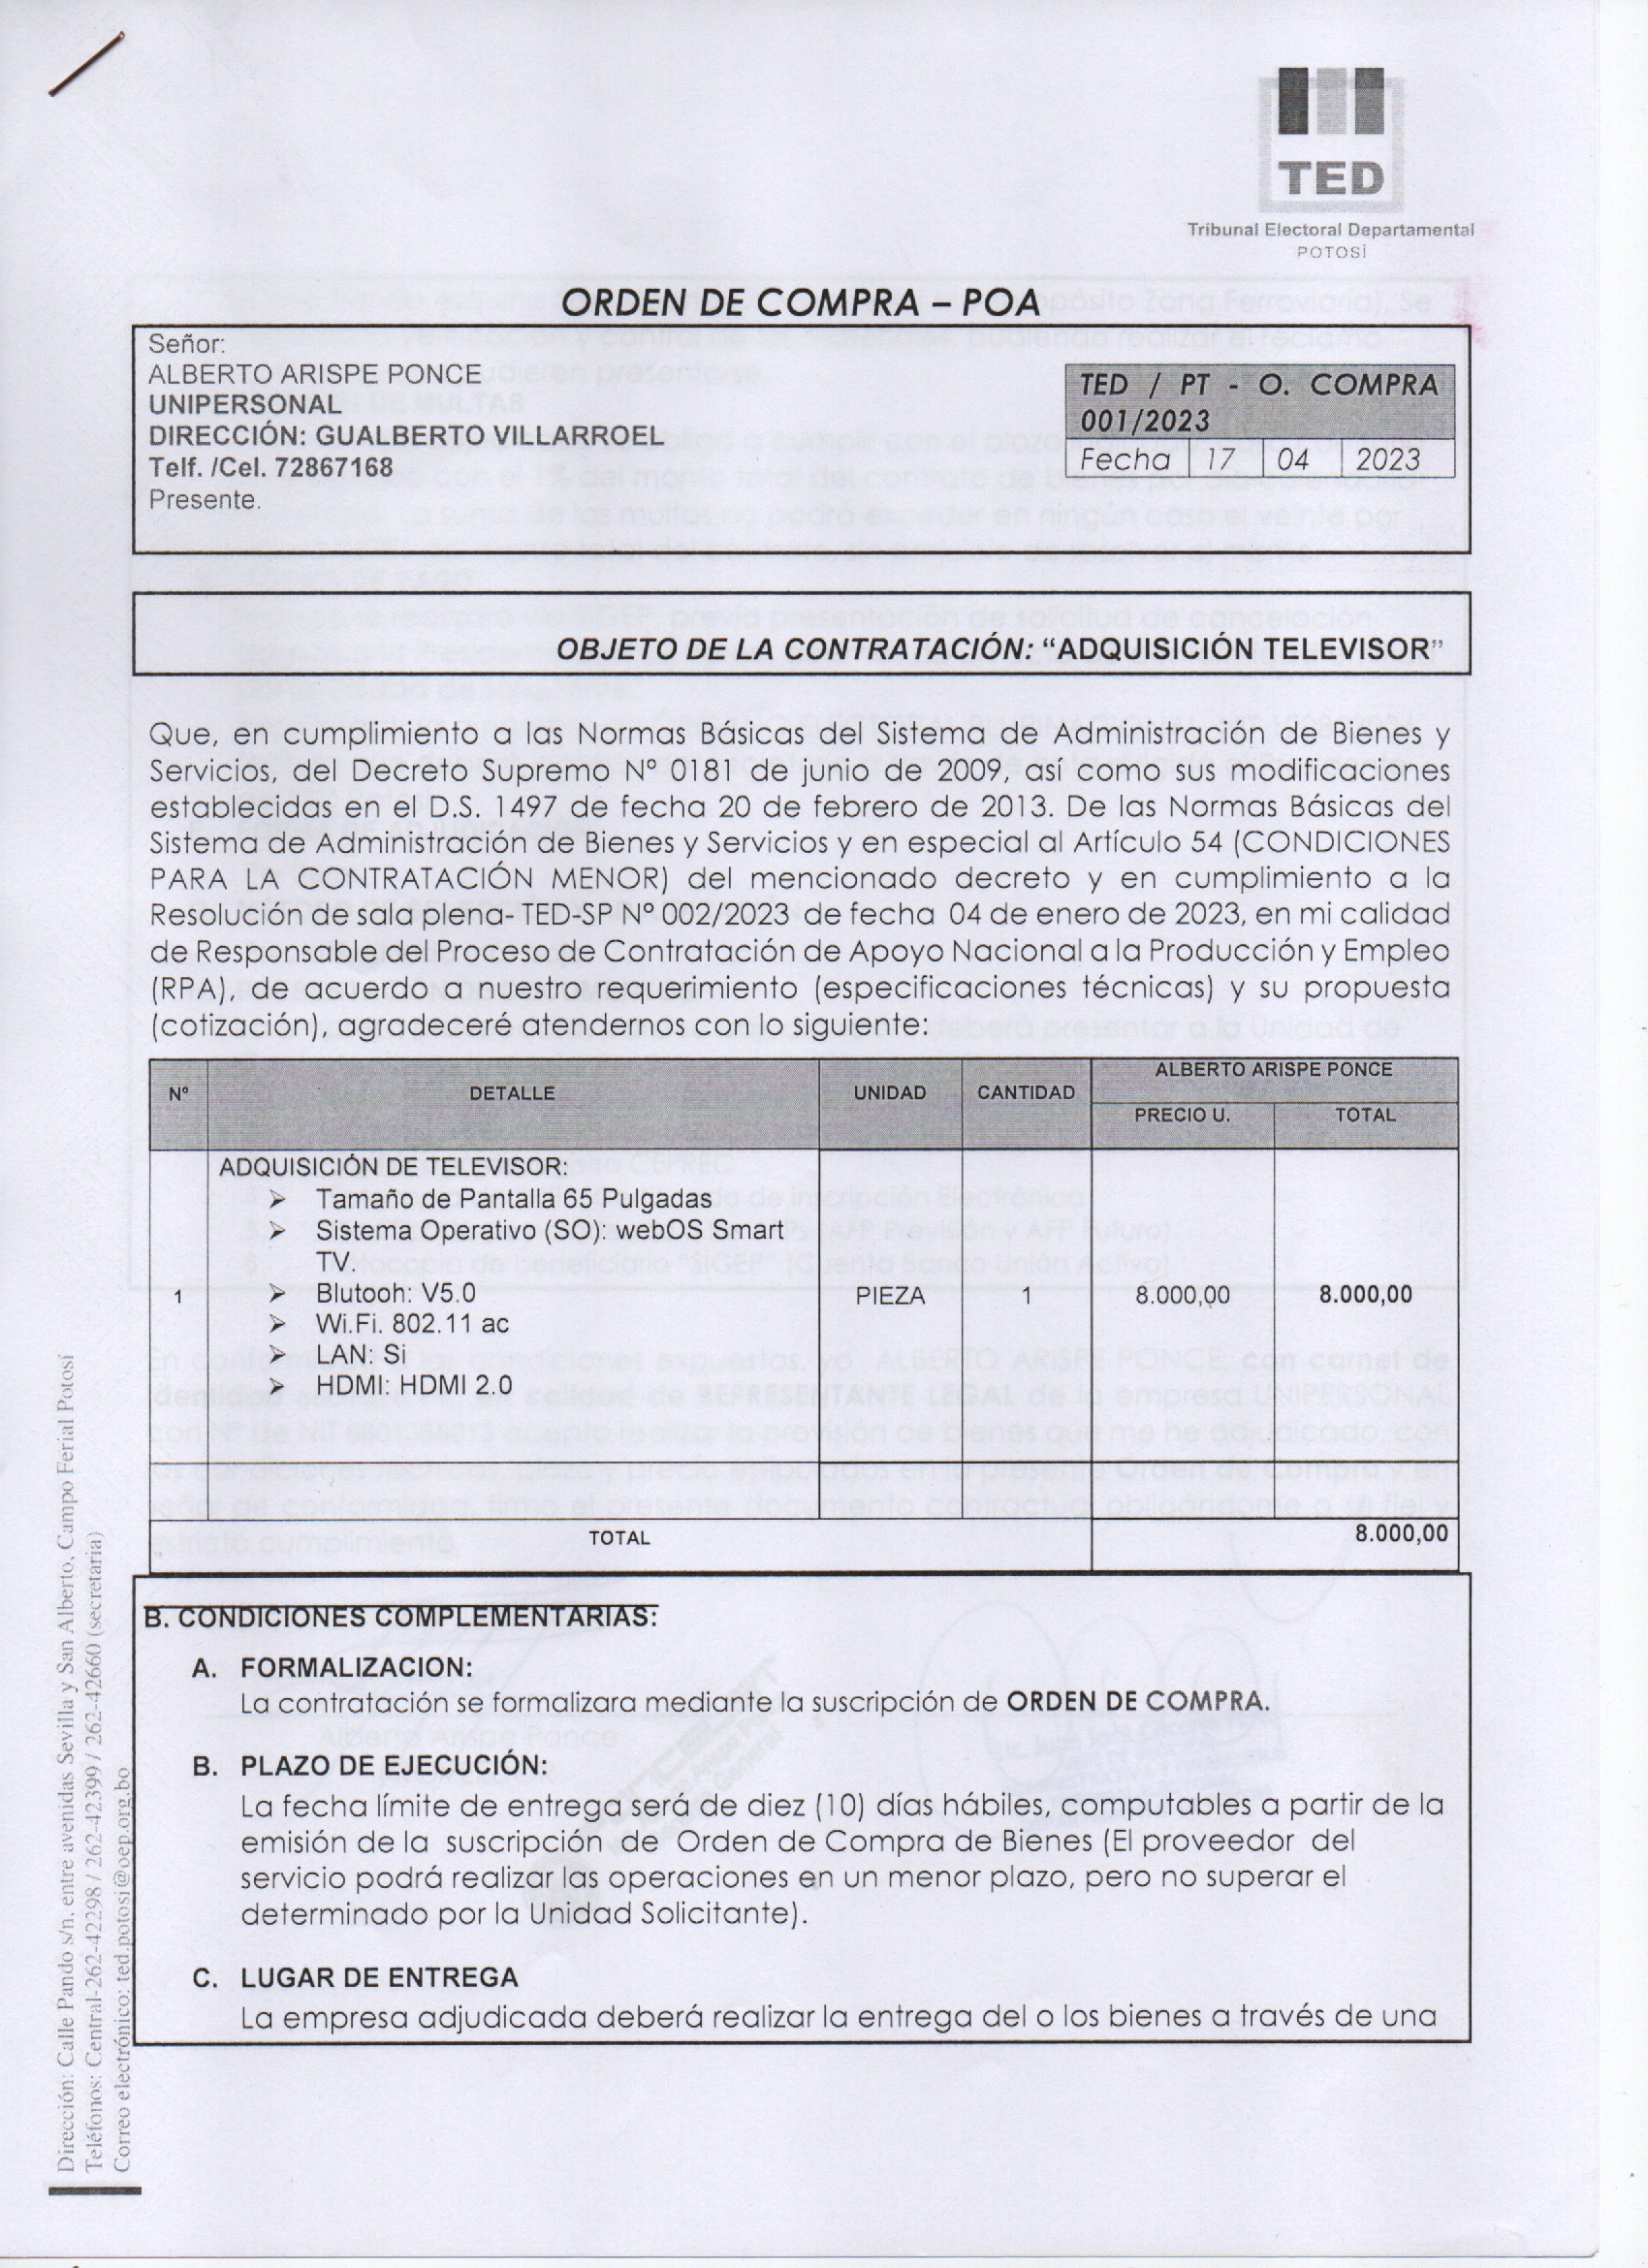 TED
Tribunal Electoral Departamental
POTOSÍ
ORDEN DE COMPRA – POA
Señor:
ALBERTO ARISPE PONCE
UNIPERSONAL
DIRECCIÓN: GUALBERTO VILLARROEL
Telf. /Cel. 72867168
Presente.
TED / PT - O. COMPRA
001/2023
Fecha 17 04 2023
OBJETO DE LA CONTRATACIÓN: “ADQUISICIÓN TELEVISOR”
Que, en cumplimiento a las Normas Básicas del Sistema de Administración de Bienes y
Servicios, del Decreto Supremo Nº 0181 de junio de 2009, así como sus modificaciones
establecidas en el D.S. 1497 de fecha 20 de febrero de 2013. De las Normas Básicas del
Sistema de Administración de Bienes y Servicios y en especial al Artículo 54 (CONDICIONES
PARA LA CONTRATACIÓN MENOR) del mencionado decreto y en cumplimiento a la
Resolución de sala plena- TED-SP Nº 002/2023 de fecha 04 de enero de 2023, en mi calidad
de Responsable del Proceso de Contratación de Apoyo Nacional a la Producción y Empleo
(RPA), de acuerdo a nuestro requerimiento (especificaciones técnicas) y su propuesta
(cotización), agradeceré atendernos con lo siguiente:
Nº DETALLE UNIDAD CANTIDAD ALBERTO ARISPE PONCE
PRECIO U. TOTAL
ADQUISICIÓN DE TELEVISOR:
➢ Tamaño de Pantalla 65 Pulgadas
➢ Sistema Operativo (SO): webOS Smart
TV.
1 ➢ Blutooh: V5.0 PIEZA 1 8.000,00 8.000,00
➢ Wi.Fi. 802.11 ac
➢ LAN: Si
➢ HDMI: HDMI 2.0
TOTAL 8.000,00
B. CONDICIONES COMPLEMENTARIAS:
A. FORMALIZACION:
La contratación se formalizara mediante la suscripción de ORDEN DE COMPRA.
B. PLAZO DE EJECUCIÓN:
La fecha límite de entrega será de diez (10) días hábiles, computables a partir de la
emisión de la suscripción de Orden de Compra de Bienes (El proveedor del
servicio podrá realizar las operaciones en un menor plazo, pero no superar el
determinado por la Unidad Solicitante).
C. LUGAR DE ENTREGA
La empresa adjudicada deberá realizar la entrega del o los bienes a través de una
Dirección: Calle Pando s/n, entre avenidas Sevilla y San Alberto, Campo Ferial Potosí
Teléfonos: Central-262-42298 / 262-42399 / 262-42660 (secretaria)
Correo electrónico: ted.potosi@oep.org.bo